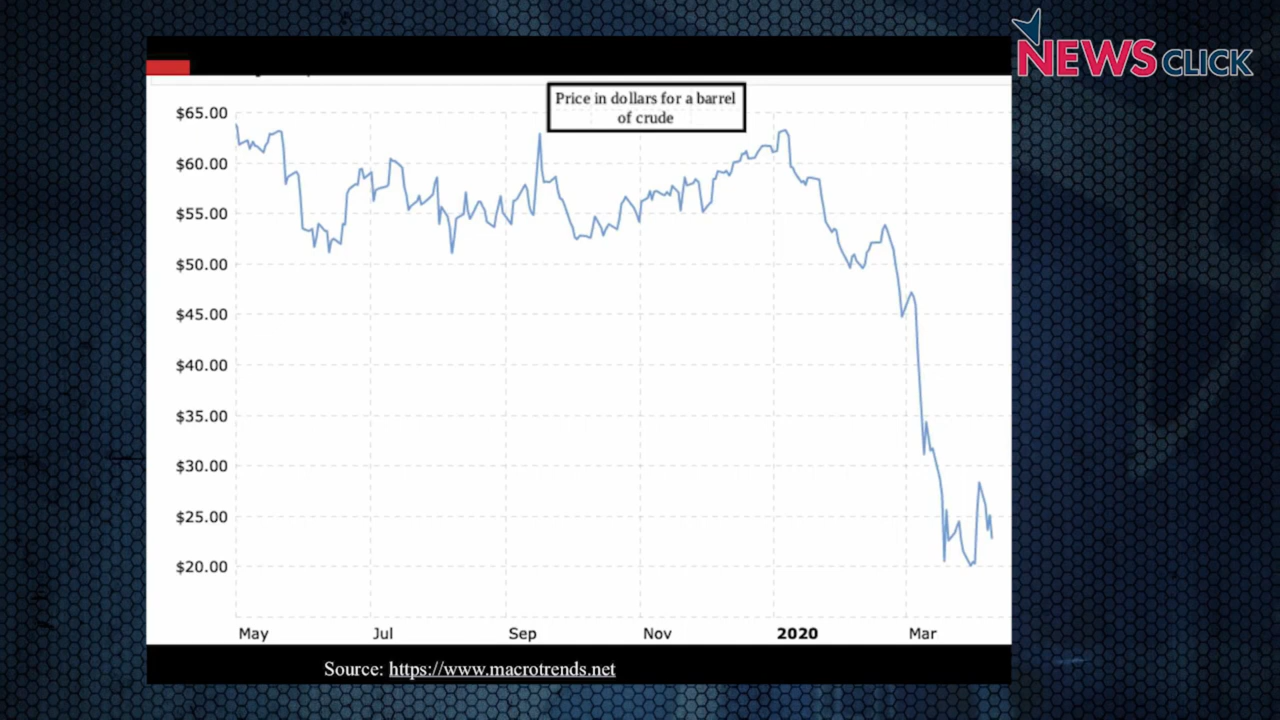 NEWSCLICK
Price in dollars for a barrel
of crude
$65.00
$60.00
$55.00
$50.00
$45.00
$40.00
$35.00
$30.00
$25.00
$20.00
May Jul Sep Nov 2020 Mar
Source: https://www.macrotrends.net